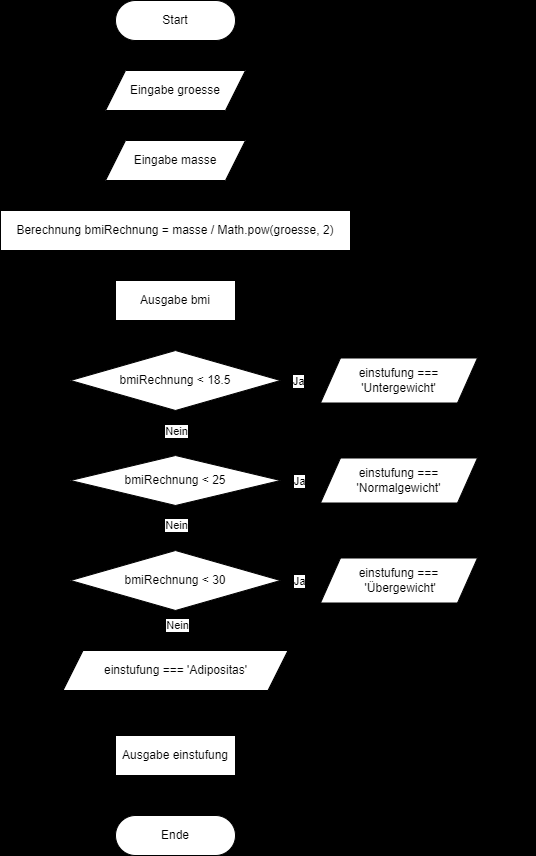 Start
Eingabe groesse
Eingabe masse
Berechnung bmiRechnung = masse / Math.pow(groesse, 2)
Ausgabe bmi
bmiRechnung < 18.5
Ja
einstufung ===
'Untergewicht'
Nein
bmiRechnung < 25
Ja
einstufung ===
'Normalgewicht'
Nein
bmiRechnung < 30
Ja
einstufung ===
'Übergewicht'
Nein
einstufung === 'Adipositas'
Ausgabe einstufung
Ende